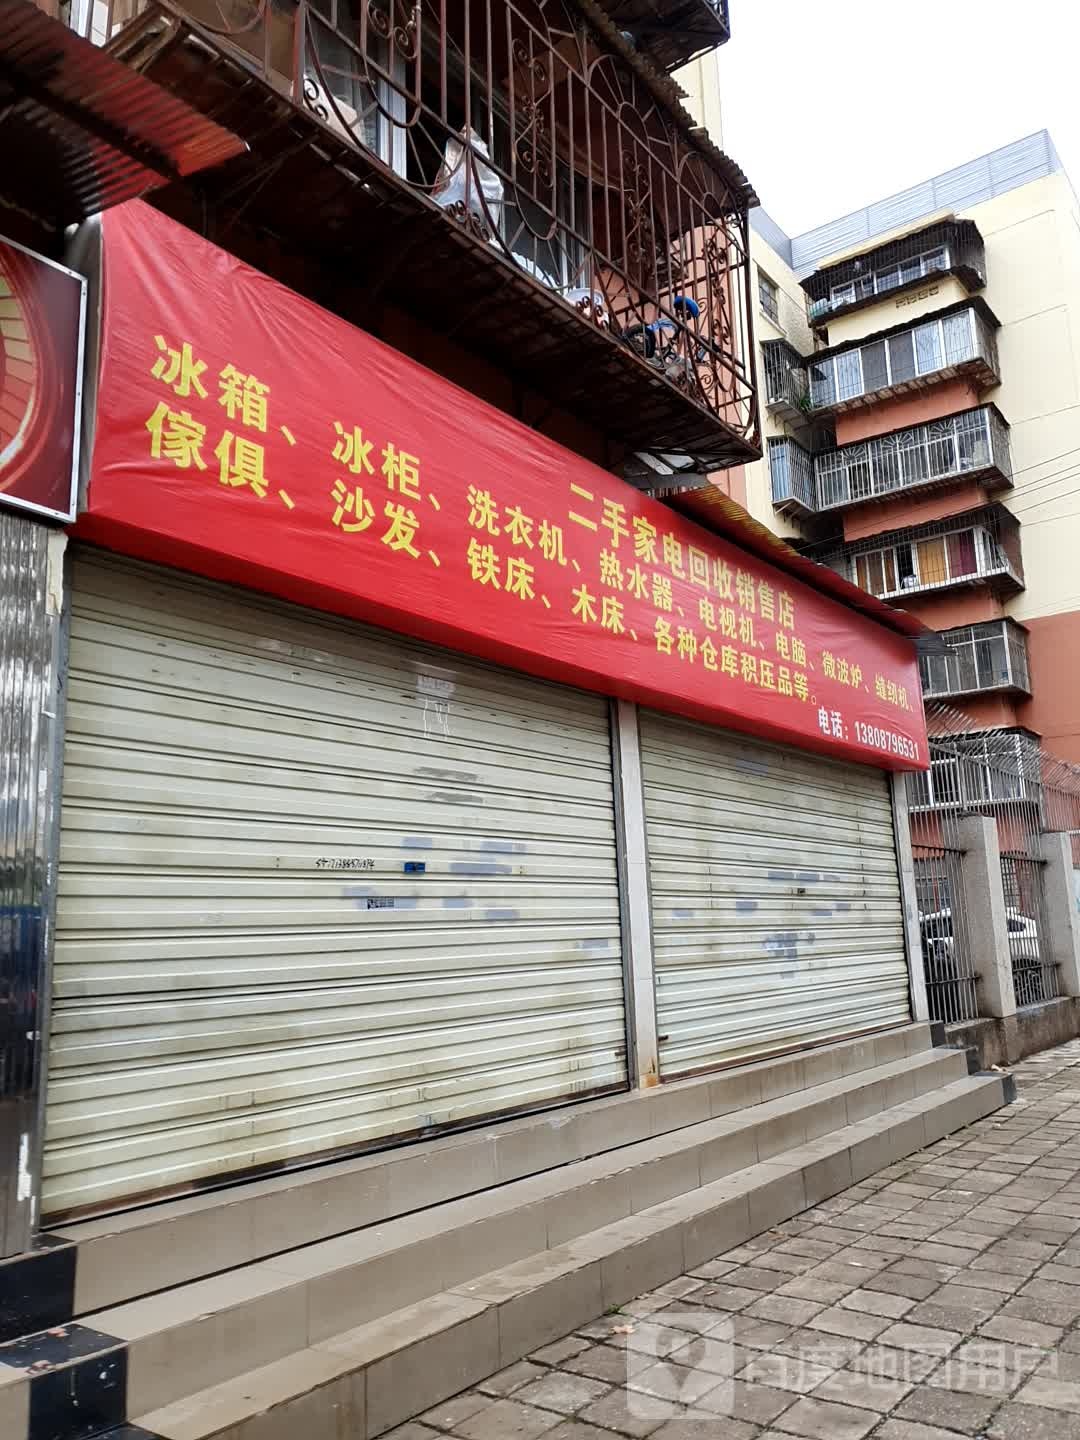 二手家电回收销售店
冰箱、冰柜、洗衣机、热水器、电视机、电脑、微波炉、缝纫机、
傢俱、沙发、铁床、木床、各种仓库积压品等。
电话：13808796531
百度地图用户